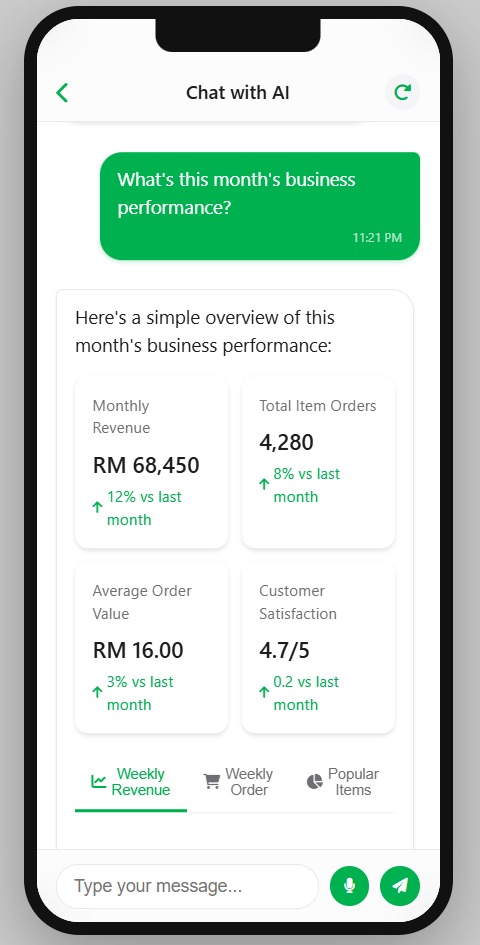 Chat with AI
What's this month's business
performance?
11:21 PM
Here's a simple overview of this
month's business performance:
Monthly
Revenue
RM 68,450
12% vs last
month
Total Item Orders
4,280
8% vs last
month
Average Order
Value
RM 16.00
3% vs last
month
Customer
Satisfaction
4.7/5
0.2 vs last
month
Weekly
Revenue
Weekly
Order
Popular
Items
Type your message...